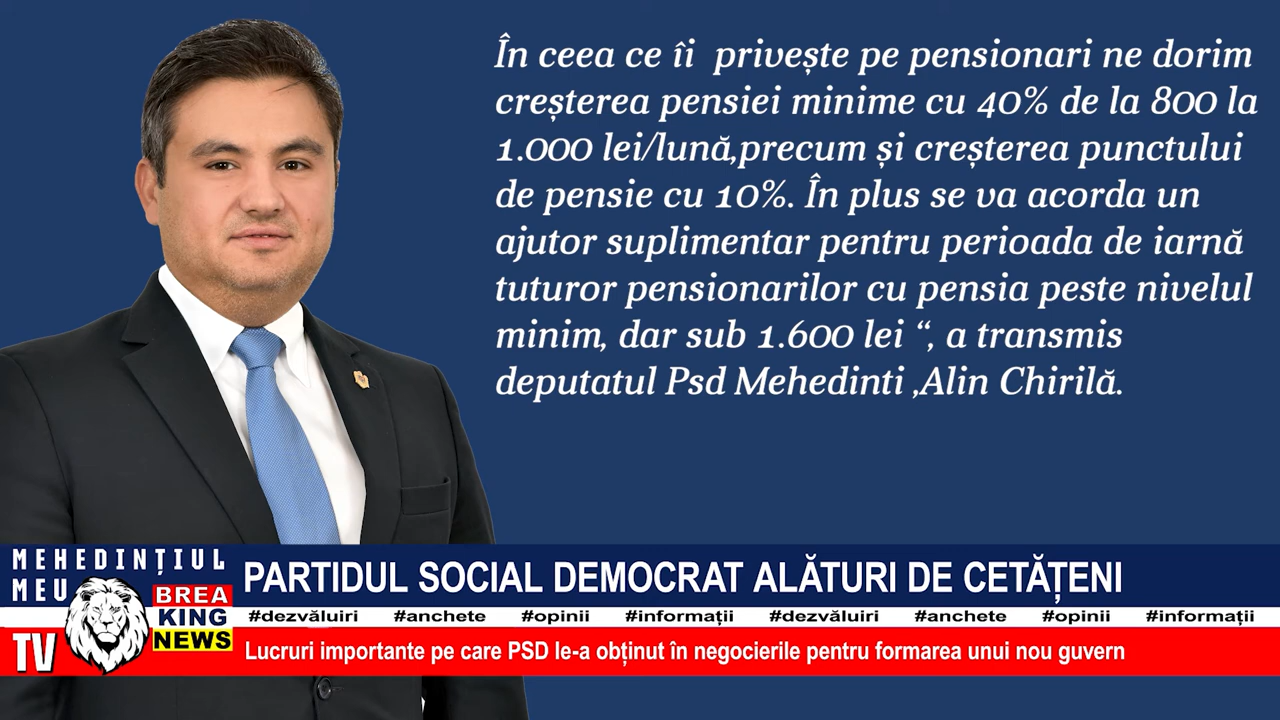 În ceea ce îi  privește pe pensionari ne dorim
creșterea pensiei minime cu 40% de la 800 la
1.000 lei/lună,precum și creșterea punctului
de pensie cu 10%. În plus se va acorda un
ajutor suplimentar pentru perioada de iarnă
tuturor pensionarilor cu pensia peste nivelul
minim, dar sub 1.600 lei “, a transmis
deputatul Psd Mehedinti ,Alin Chirilă.
MEHEDINȚIUL
MEU
TV
BREA
KING
NEWS
PARTIDUL SOCIAL DEMOCRAT ALĂTURI DE CETĂȚENI
#dezvăluiri #anchete #opinii #informații #dezvăluiri #anchete #opinii #informații
Lucruri importante pe care PSD le-a obținut în negocierile pentru formarea unui nou guvern